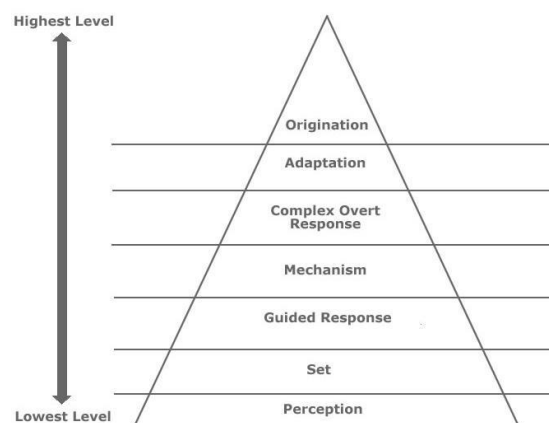 Highest Level
Origination
Adaptation
Complex Overt
Response
Mechanism
Guided Response
Set
Perception
Lowest Level